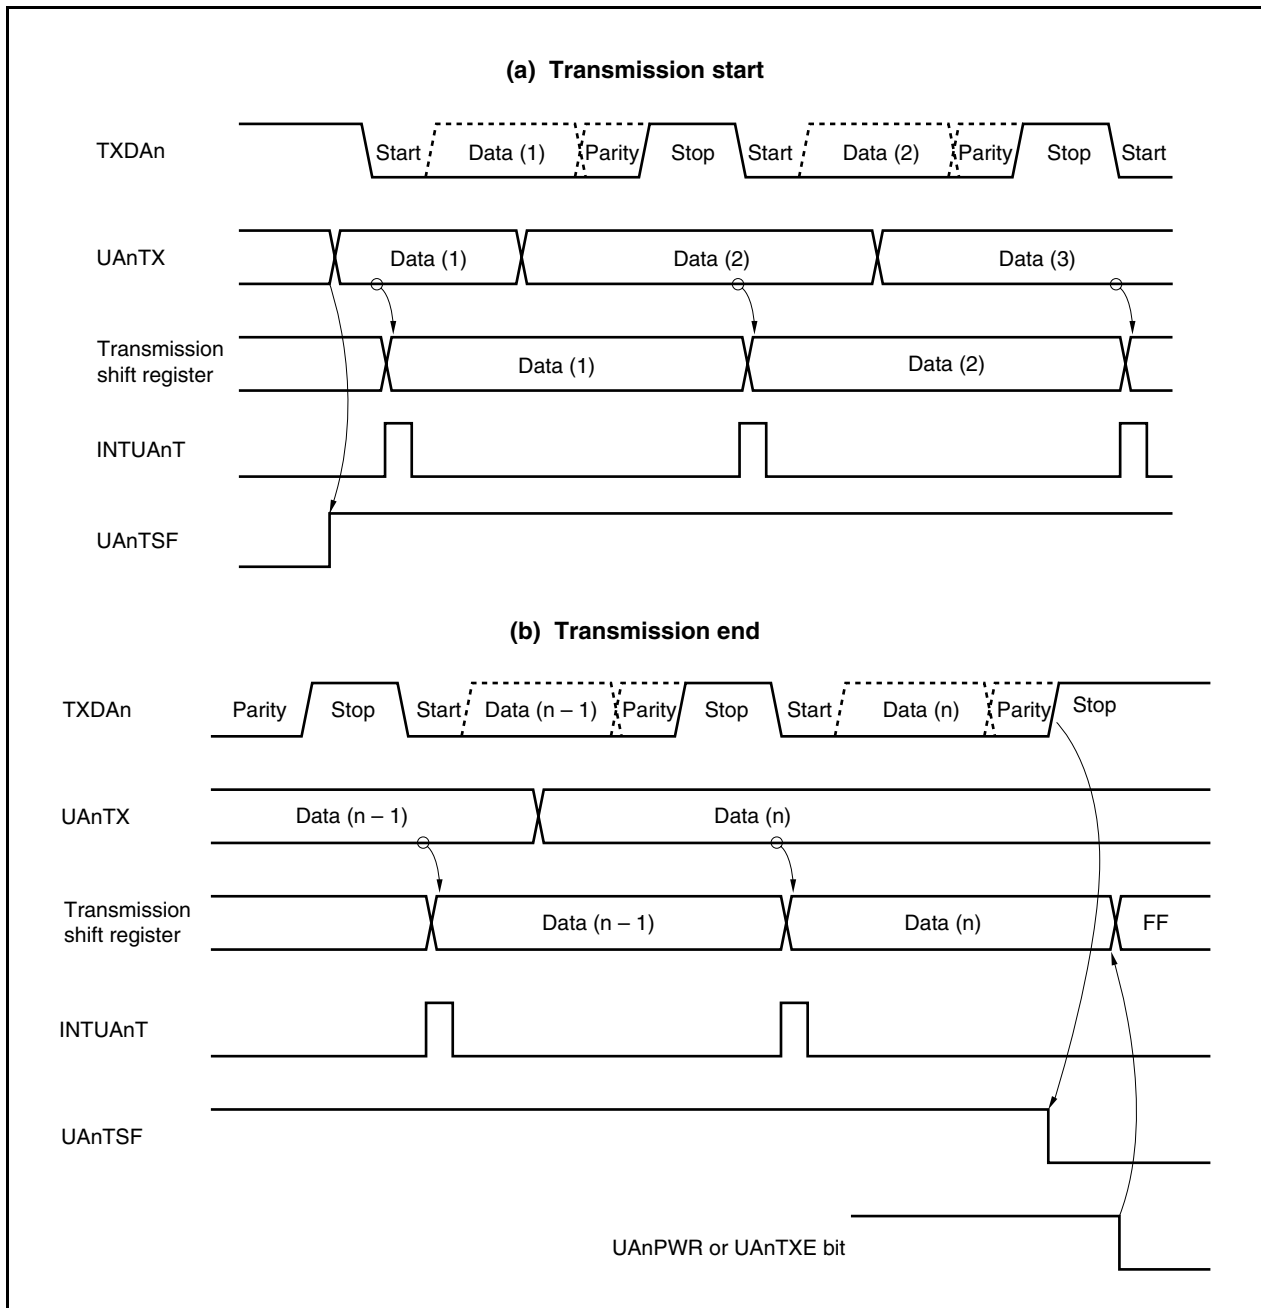 (a) Transmission start
TXDAn
Start Data (1) Parity Stop Start Data (2) Parity Stop Start
UAnTX
Data (1) Data (2) Data (3)
Transmission
shift register
Data (1) Data (2)
INTUAnT
UAnTSF
(b) Transmission end
TXDAn
Parity Stop Start Data (n – 1) Parity Stop Start Data (n) Parity Stop
UAnTX
Data (n – 1) Data (n)
Transmission
shift register
Data (n – 1) Data (n) FF
INTUAnT
UAnTSF
UAnPWR or UAnTXE bit